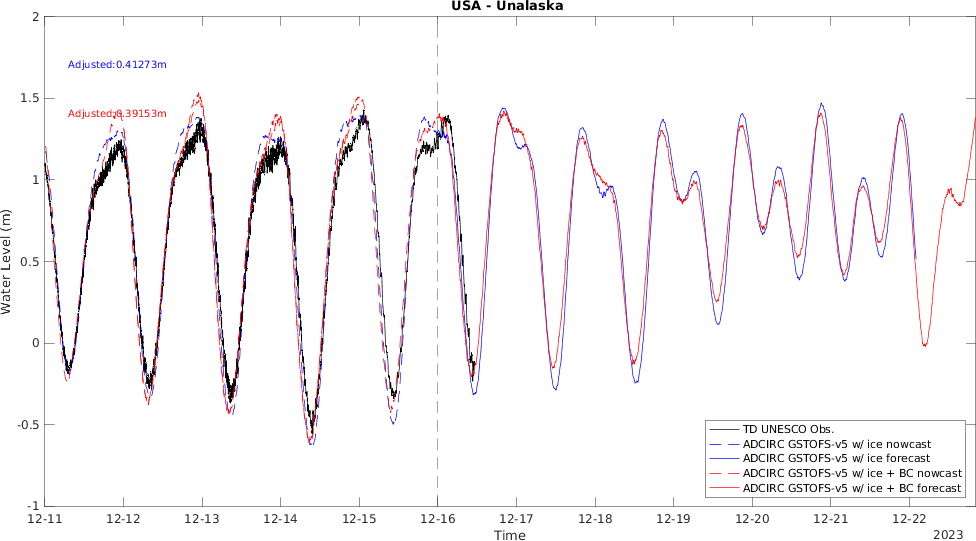 USA - Unalaska
2
1.5
1
0.5
0
-0.5
-1
Water Level (m)
Adjusted:0.41273m
Adjusted:0.39153m
TD UNESCO Obs.
ADCIRC GSTOFS-v5 w/ ice nowcast
ADCIRC GSTOFS-v5 w/ ice forecast
ADCIRC GSTOFS-v5 w/ ice + BC nowcast
ADCIRC GSTOFS-v5 w/ ice + BC forecast
12-11 12-12 12-13 12-14 12-15 12-16 12-17 12-18 12-19 12-20 12-21 12-22
Time
2023